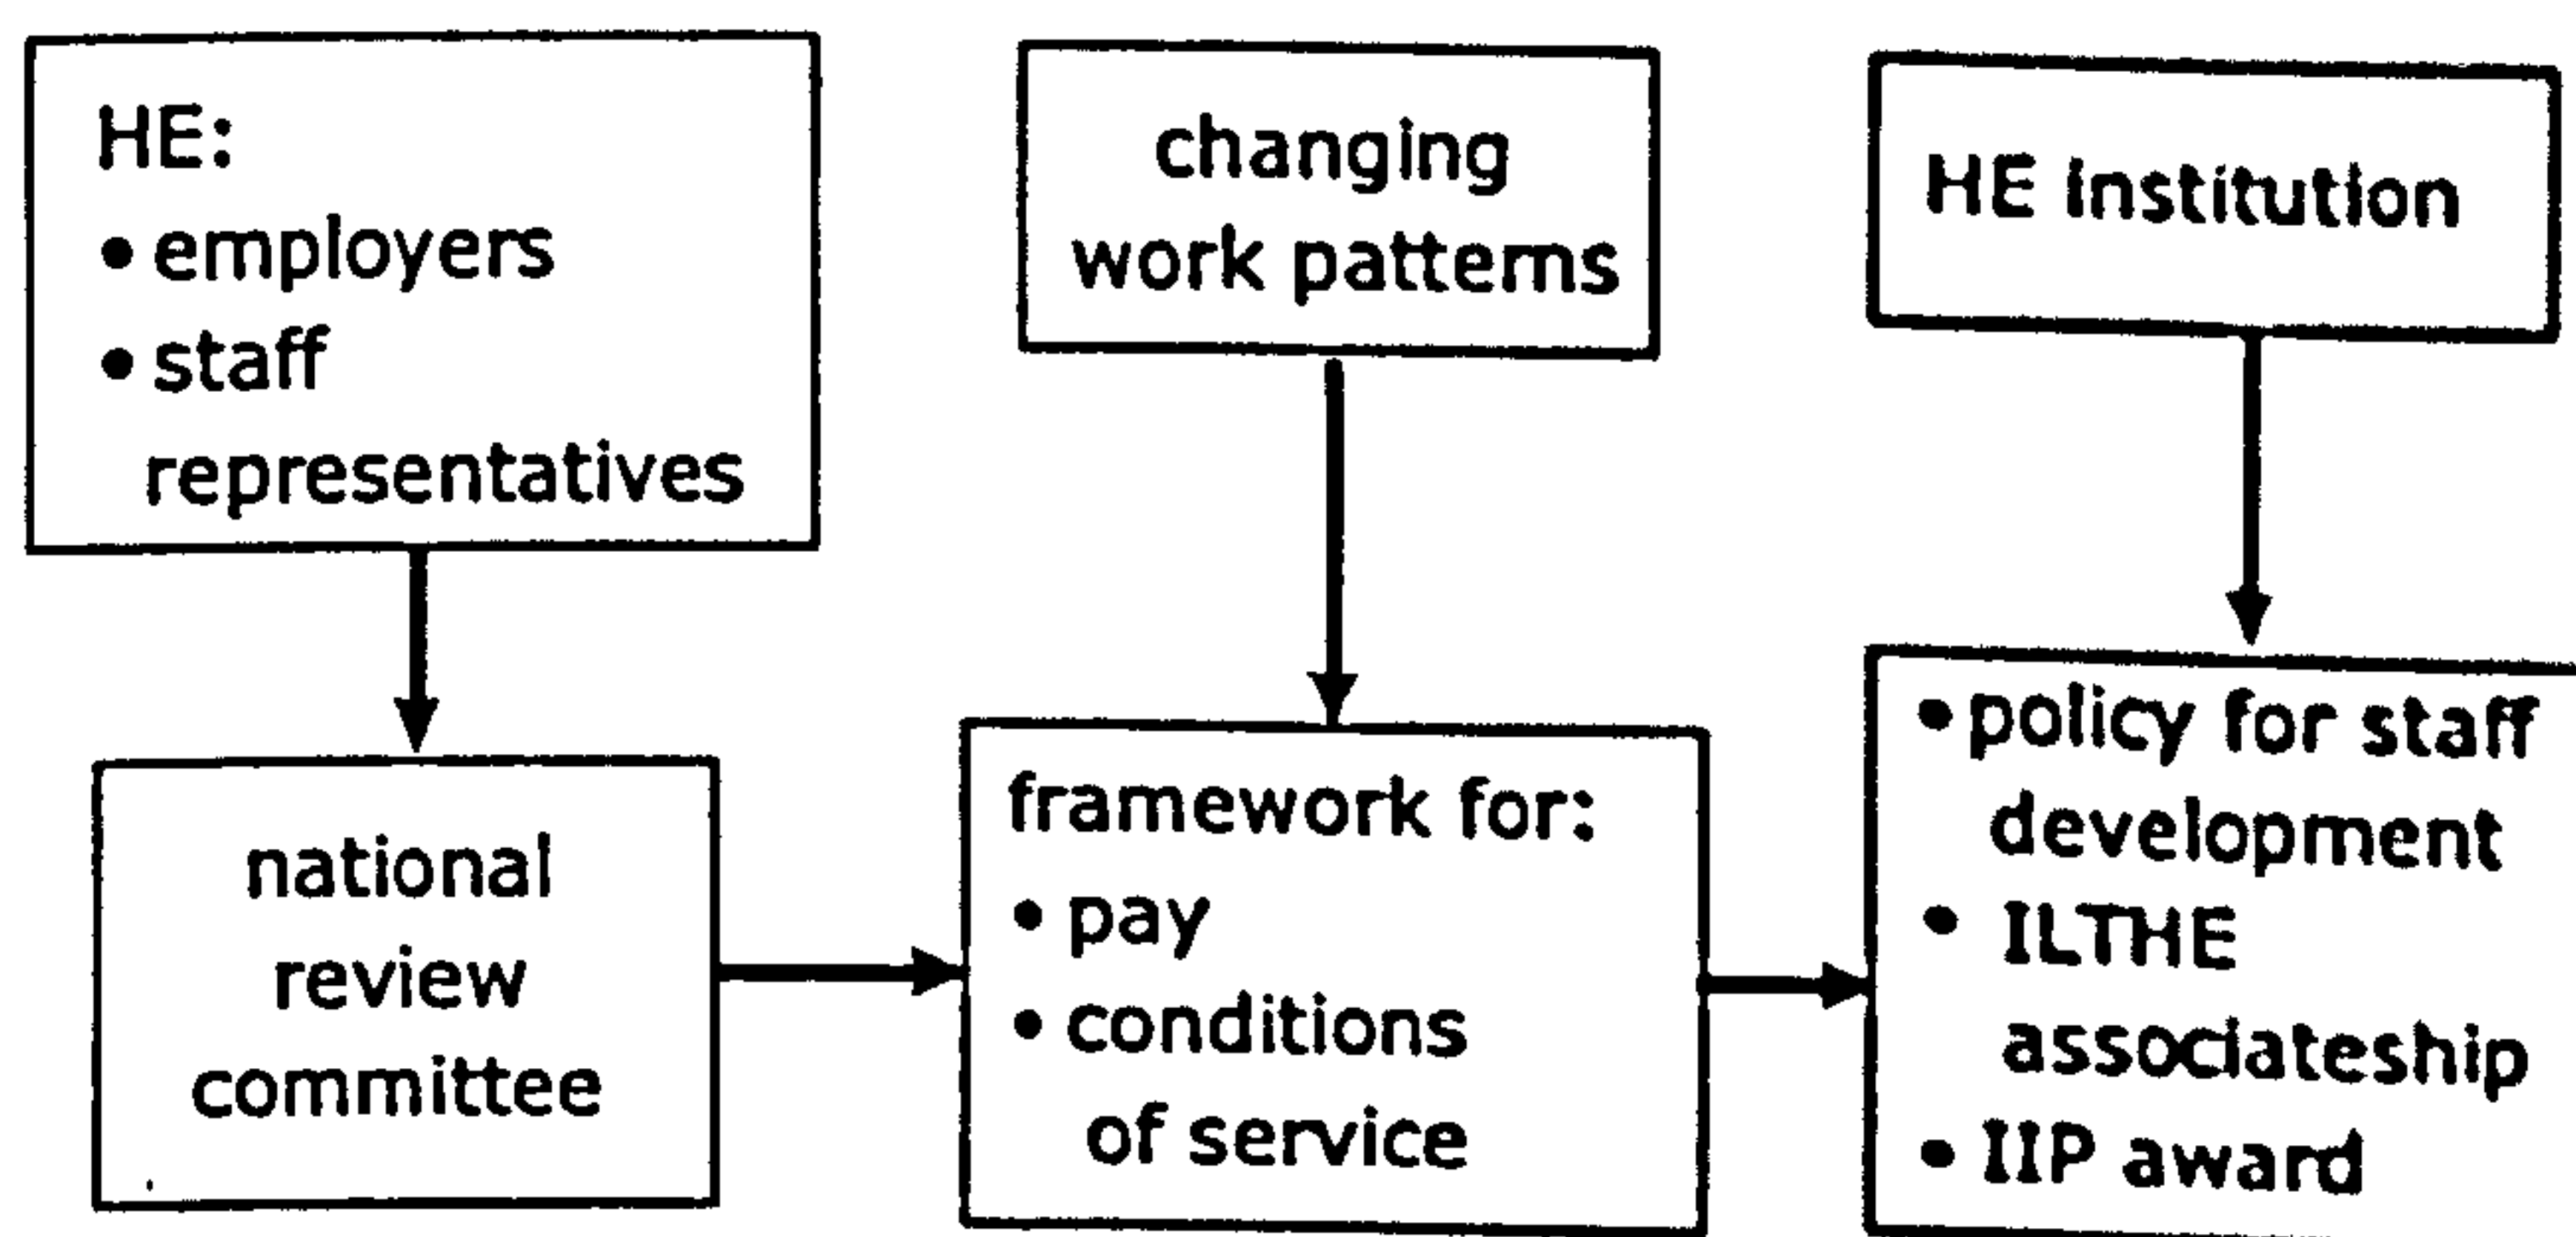 HE:
• employers
• staff
representatives
changing
work patterns
HE Institution
national
review
committee
framework for:
• pay
• conditions
of service
• policy for staff
development
• ILTHE
associateship
• IIP award